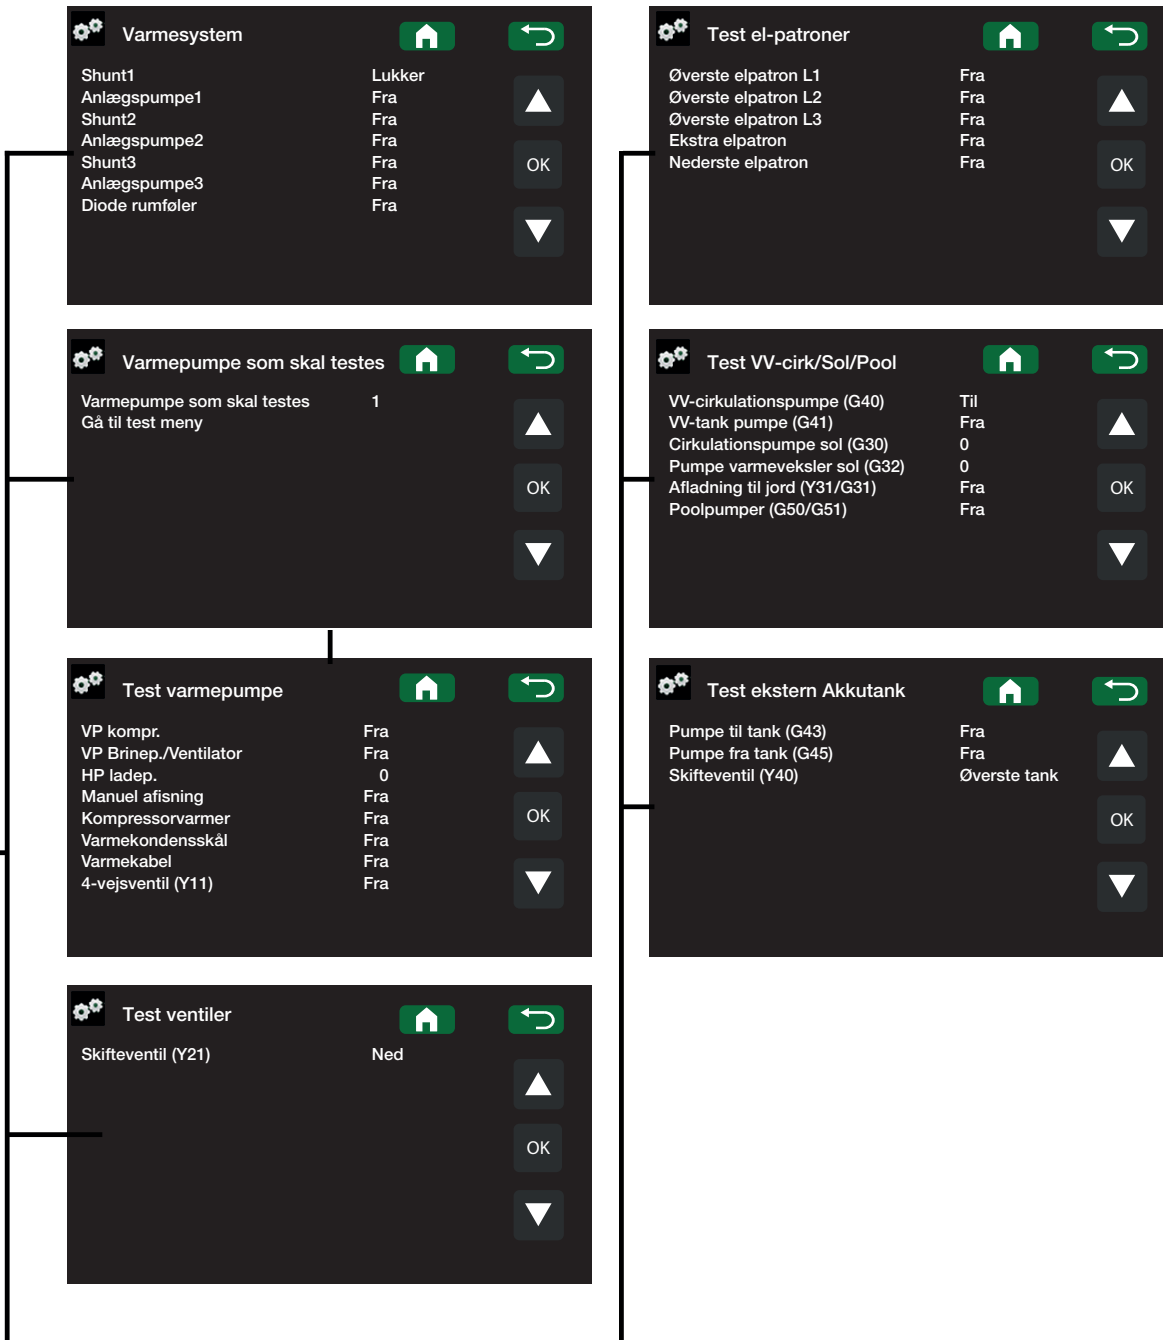 Varmesystem
Shunt1 Lukker
Anlægspumpe1 Fra
Shunt2 Fra
Anlægspumpe2 Fra
Shunt3 Fra
Anlægspumpe3 Fra
Diode rumføler Fra
OK
Varmepumpe som skal testes
Varmepumpe som skal testes 1
Gå til test meny
OK
Test varmepumpe
VP kompr. Fra
VP Brinep./Ventilator Fra
HP ladep. 0
Manuel afisning Fra
Kompressorvarmer Fra
Varmekondensskål Fra
Varmekabel Fra
4-vejsventil (Y11) Fra
OK
Test ventiler
Skifteventil (Y21) Ned
OK
Test el-patroner
Øverste elpatron L1 Fra
Øverste elpatron L2 Fra
Øverste elpatron L3 Fra
Ekstra elpatron Fra
Nederste elpatron Fra
OK
Test VV-cirk/Sol/Pool
VV-cirkulationspumpe (G40) Til
VV-tank pumpe (G41) Fra
Cirkulationspumpe sol (G30) 0
Pumpe varmeveksler sol (G32) 0
Afladning til jord (Y31/G31) Fra
Poolpumper (G50/G51) Fra
OK
Test ekstern Akkutank
Pumpe til tank (G43) Fra
Pumpe fra tank (G45) Fra
Skifteventil (Y40) Øverste tank
OK